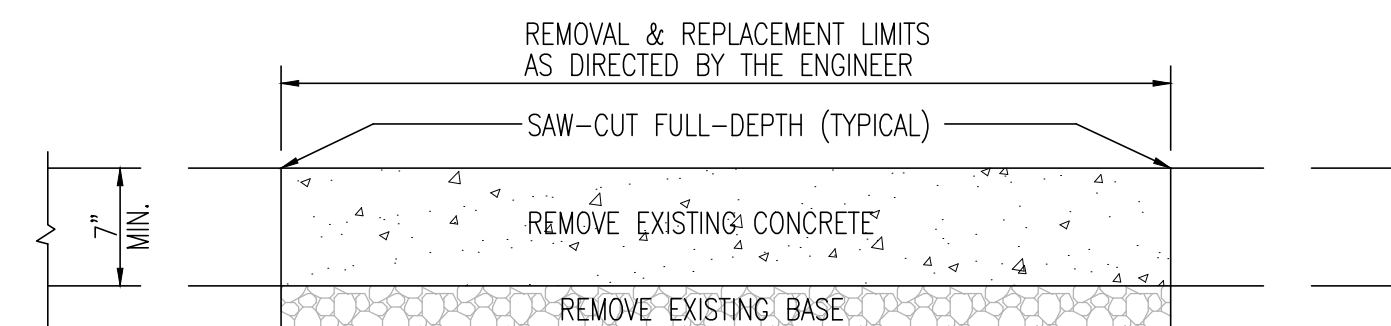 REMOVAL & REPLACEMENT LIMITS
AS DIRECTED BY THE ENGINEER
SAW-CUT FULL-DEPTH (TYPICAL)
7"
MIN.
REMOVE EXISTING CONCRETE
REMOVE EXISTING BASE